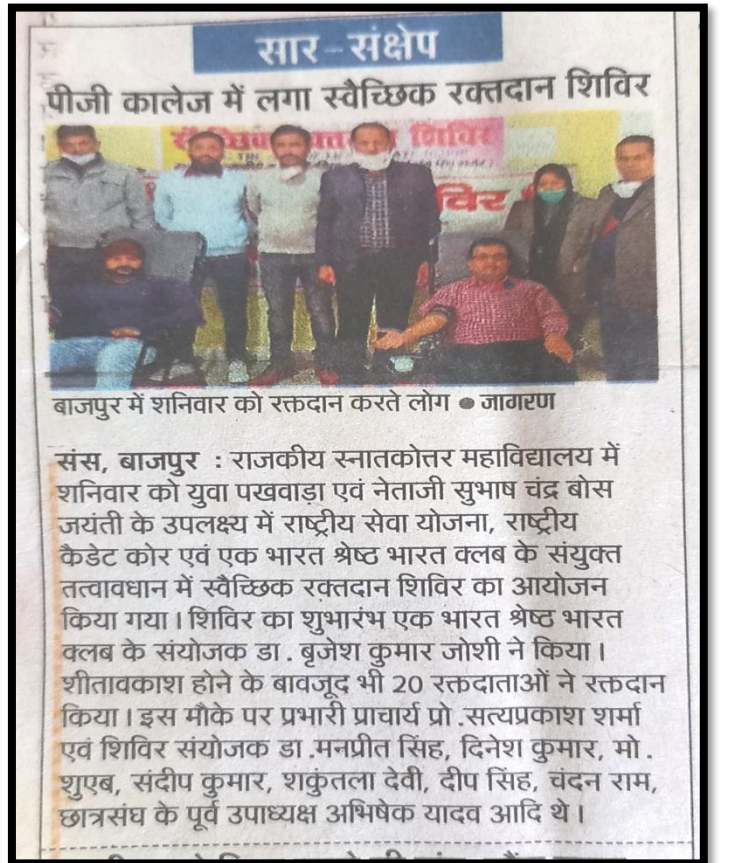 सार-संक्षेप
पीजी कालेज में लगा स्वैच्छिक रक्तदान शिविर
शिविर
विर
बाजपुर में शनिवार को रक्तदान करते लोग ● जागरण
संस, बाजपुर : राजकीय स्नातकोत्तर महाविद्यालय में
शनिवार को युवा पखवाड़ा एवं नेताजी सुभाष चंद्र बोस
जयंती के उपलक्ष्य में राष्ट्रीय सेवा योजना, राष्ट्रीय
कैडेट कोर एवं एक भारत श्रेष्ठ भारत क्लब के संयुक्त
तत्वावधान में स्वैच्छिक रक्तदान शिविर का आयोजन
किया गया। शिविर का शुभारंभ एक भारत श्रेष्ठ भारत
क्लब के संयोजक डा. बृजेश कुमार जोशी ने किया।
शीतावकाश होने के बावजूद भी 20 रक्तदाताओं ने रक्तदान
किया। इस मौके पर प्रभारी प्राचार्य प्रो.सत्यप्रकाश शर्मा
एवं शिविर संयोजक डा.मनप्रीत सिंह, दिनेश कुमार, मो.
शुएब, संदीप कुमार, शकुंतला देवी, दीप सिंह, चंदन राम,
छात्रसंघ के पूर्व उपाध्यक्ष अभिषेक यादव आदि थे।